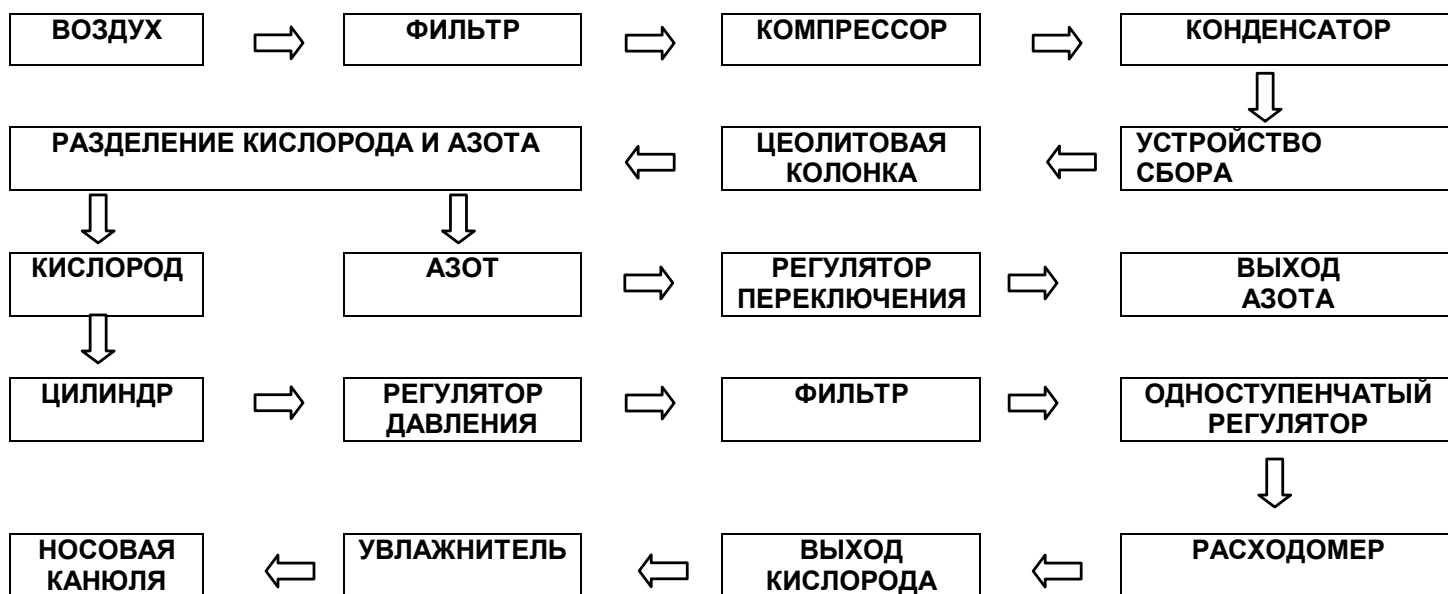 ВОЗДУХ
ФИЛЬТР
КОМПРЕССОР
КОНДЕНСАТОР
РАЗДЕЛЕНИЕ КИСЛОРОДА И АЗОТА
ЦЕОЛИТОВАЯ
КОЛОНКА
УСТРОЙСТВО
СБОРА
КИСЛОРОД
АЗОТ
РЕГУЛЯТОР
ПЕРЕКЛЮЧЕНИЯ
ВЫХОД
АЗОТА
ЦИЛИНДР
РЕГУЛЯТОР
ДАВЛЕНИЯ
ФИЛЬТР
ОДНОСТУПЕНЧАТЫЙ
РЕГУЛЯТОР
НОСОВАЯ
КАНЮЛЯ
УВЛАЖНИТЕЛЬ
ВЫХОД
КИСЛОРОДА
РАСХОДОМЕР